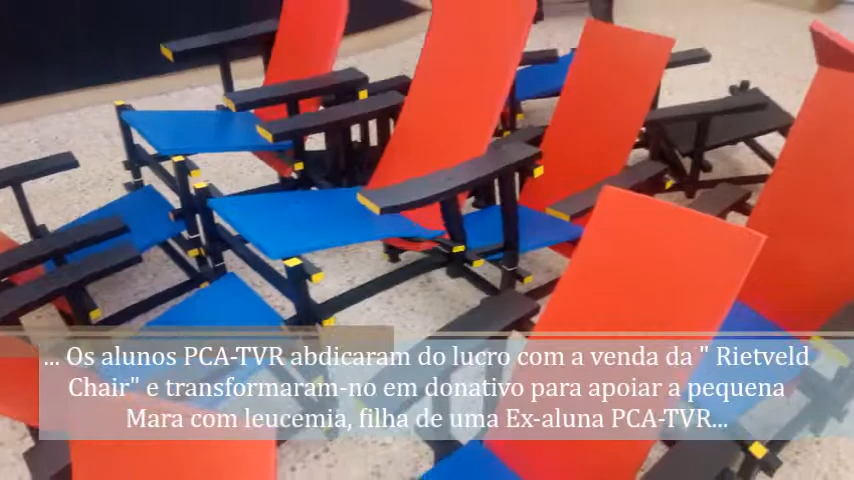 ... Os alunos PCA-TVR abdicaram do lucro com a venda da " Rietveld
Chair" e transformaram-no em donativo para apoiar a pequena
Mara com leucemia, filha de uma Ex-aluna PCA-TVR...